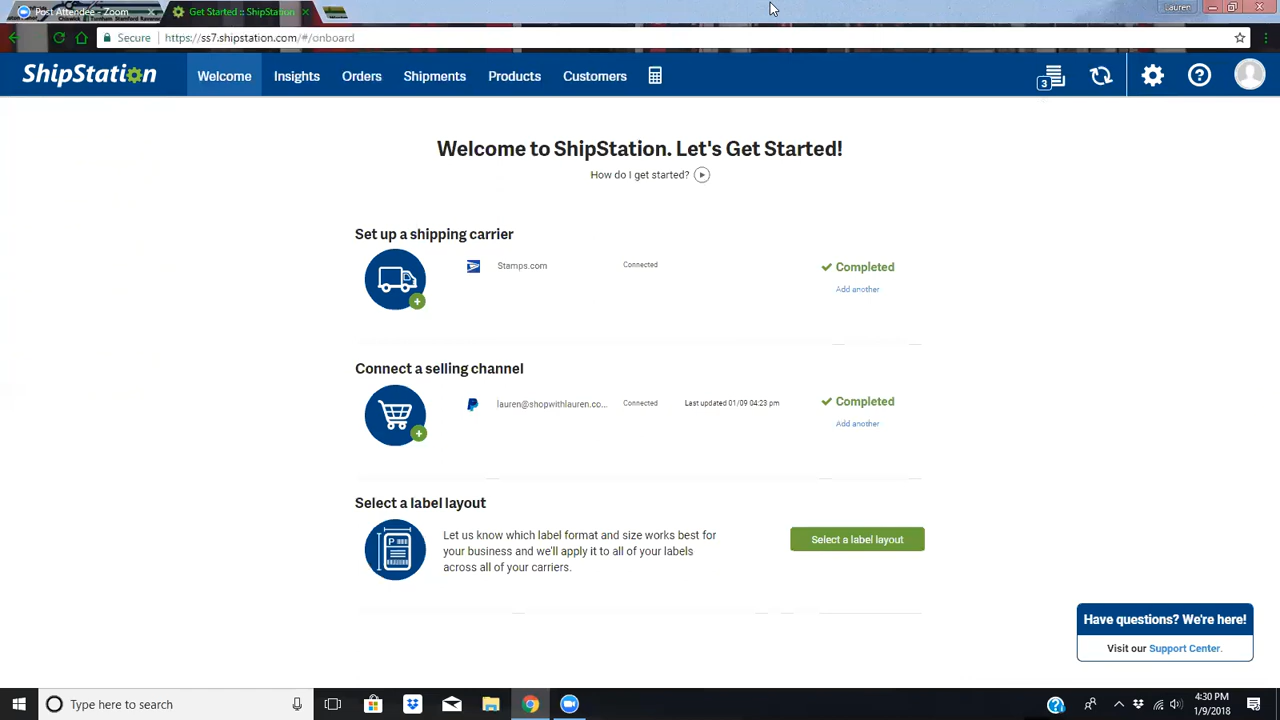 Post Attendee - Zoom
Get Started :: ShipStation
Lauren
Secure
https://ss7.shipstation.com/#/onboard
ShipStation
Welcome
Insights
Orders
Shipments
Products
Customers
3
Welcome to ShipStation. Let's Get Started!
How do I get started?
Set up a shipping carrier
Stamps.com
Connected
Completed
Add another
Connect a selling channel
lauren@shopwithlauren.co...
Connected
Last updated 01/09 04:23 pm
Completed
Add another
Select a label layout
Let us know which label format and size works best for
your business and we'll apply it to all of your labels
across all of your carriers.
Select a label layout
Have questions? We're here!
Visit our Support Center.
Type here to search
4:30 PM
1/9/2018